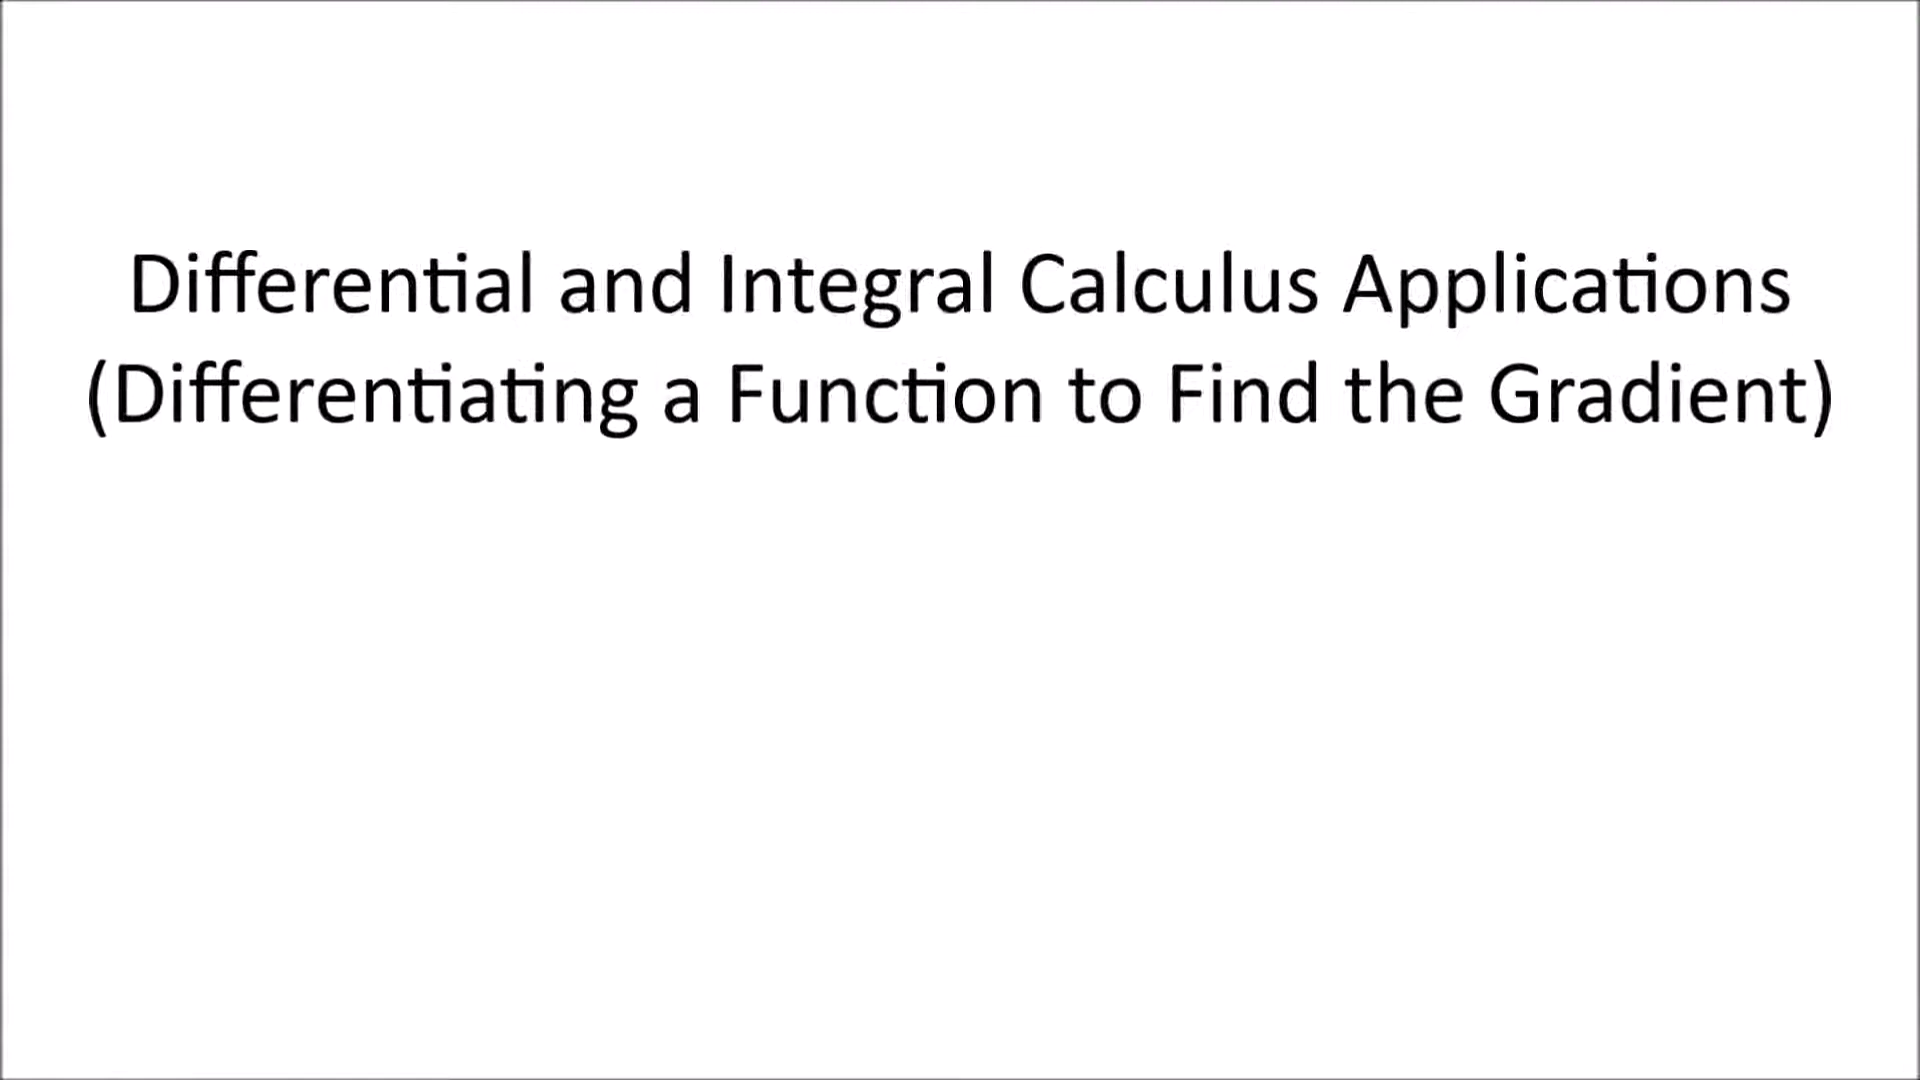 Differential and Integral Calculus Applications
(Differentiating a Function to Find the Gradient)